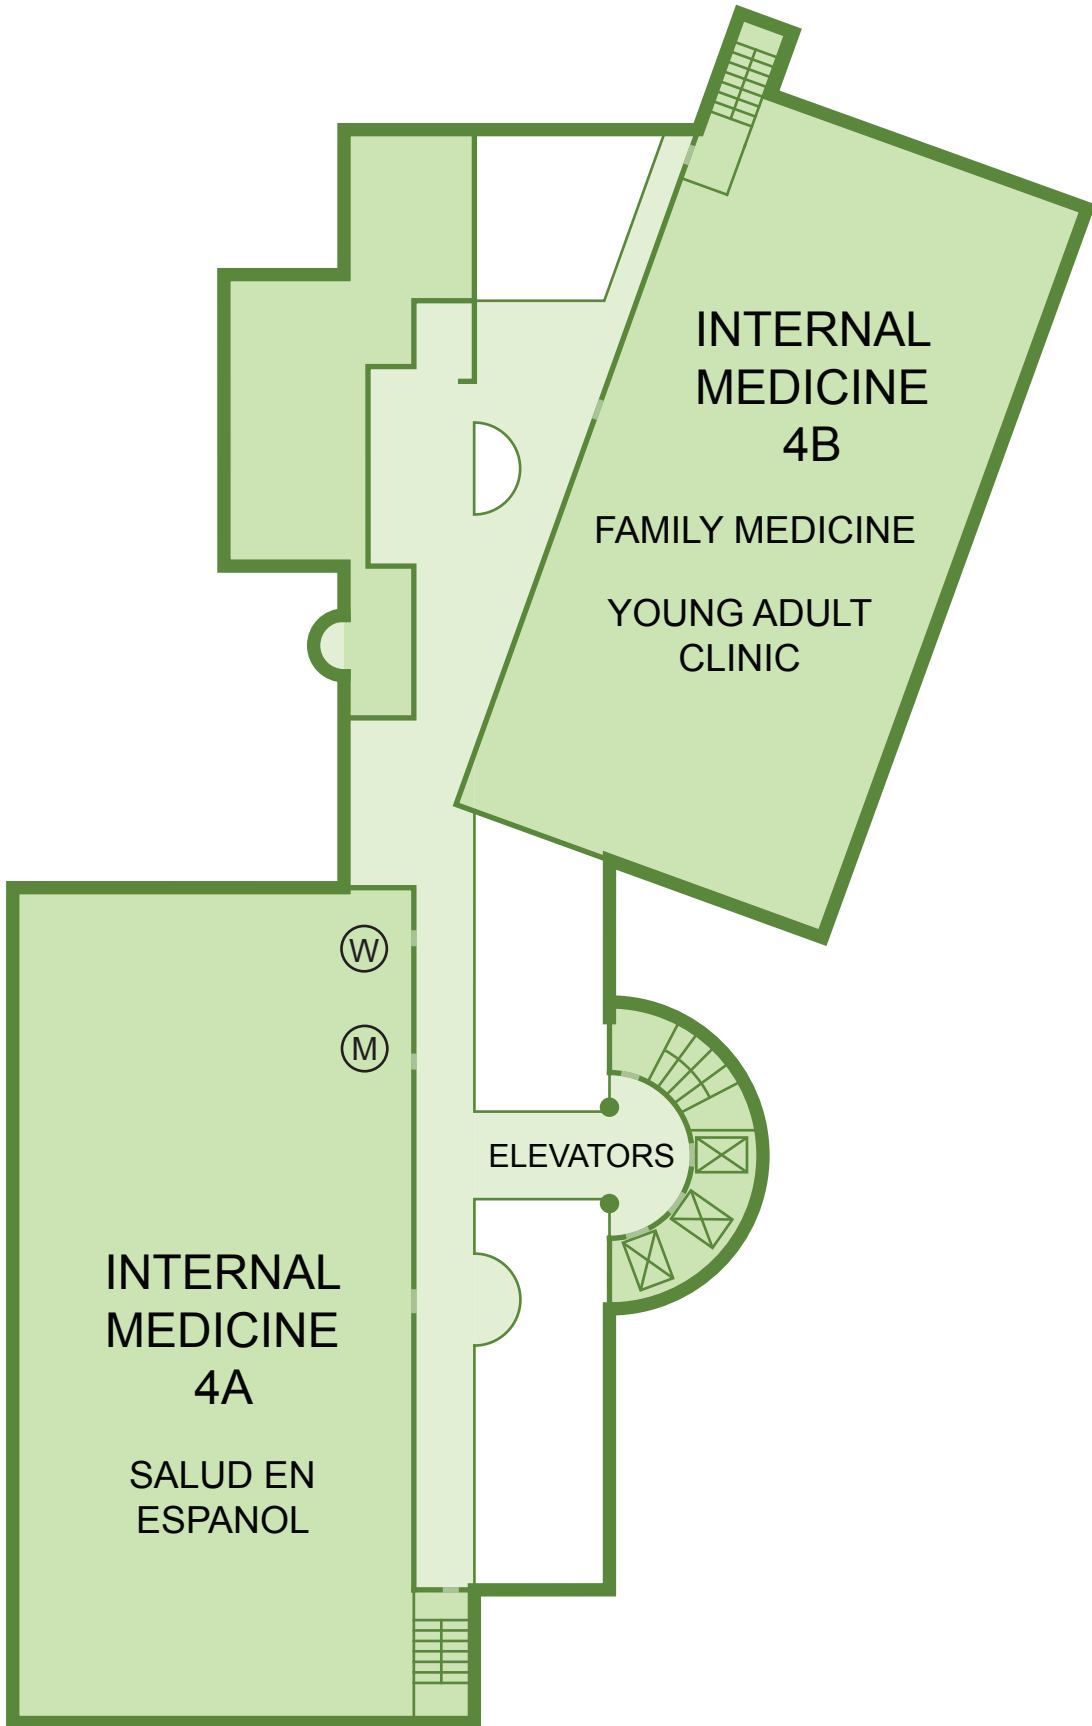 INTERNAL
MEDICINE
4B
FAMILY MEDICINE
YOUNG ADULT
CLINIC
W
M
ELEVATORS
INTERNAL
MEDICINE
4A
SALUD EN
ESPANOL